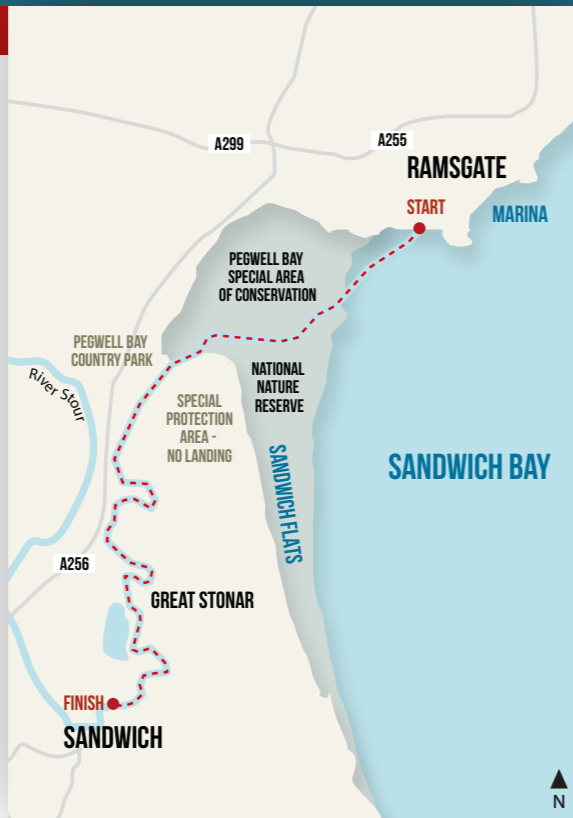 A299
A255
RAMSGATE
START
MARINA
PEGWELL BAY
SPECIAL AREA
OF CONSERVATION
PEGWELL BAY
COUNTRY PARK
River Stour
NATIONAL
NATURE
RESERVE
SPECIAL
PROTECTION
AREA -
NO LANDING
SANDWICH FLATS
SANDWICH BAY
A256
GREAT STONAR
FINISH
SANDWICH
N